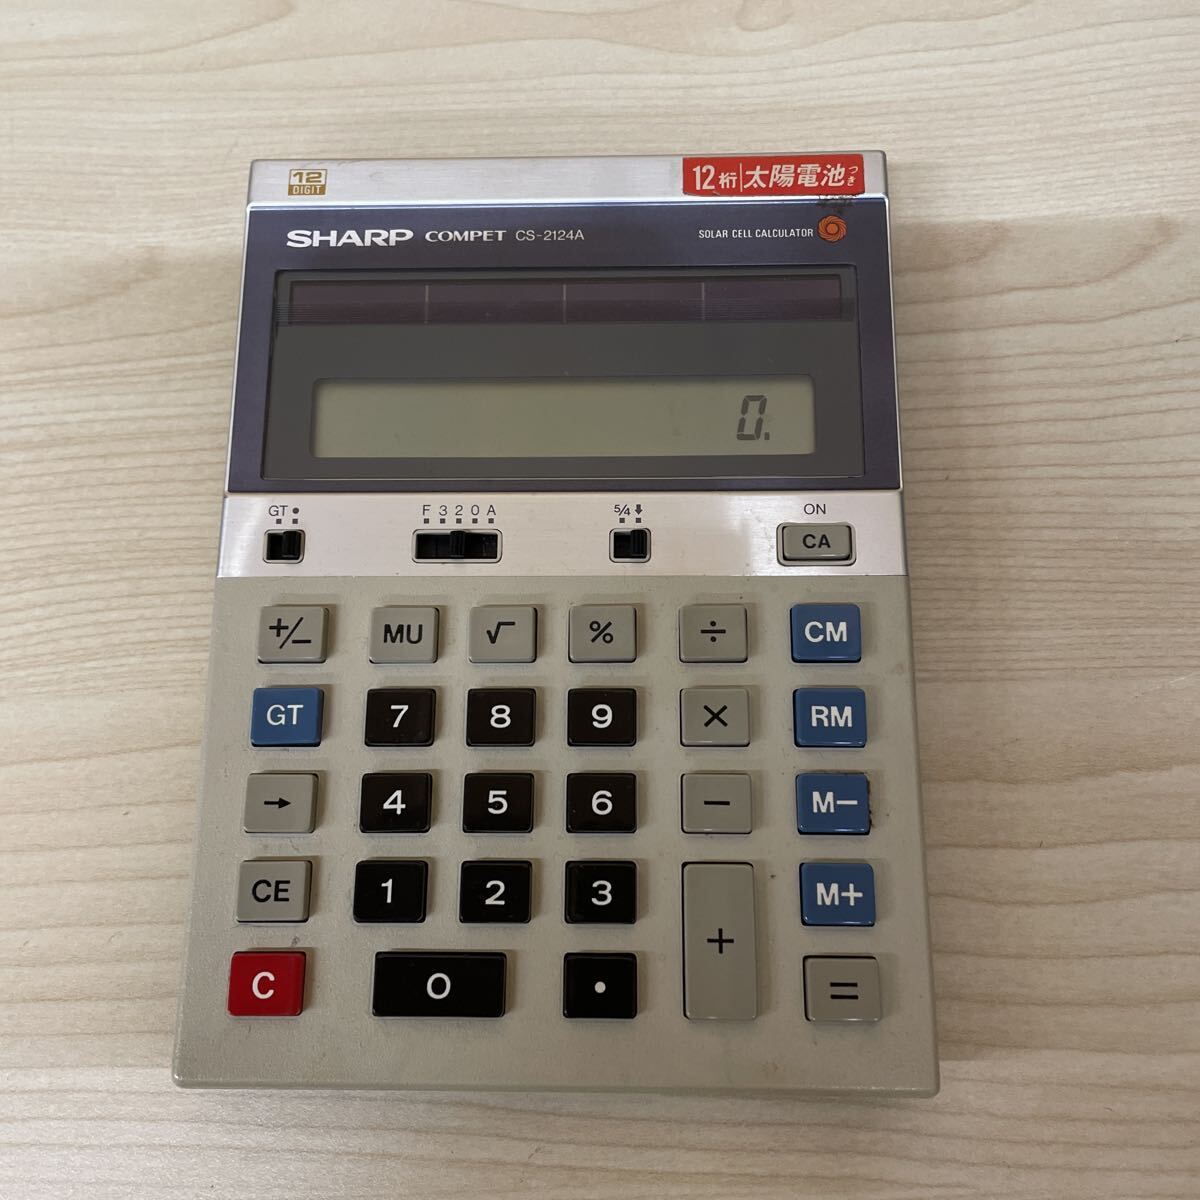 12 DIGIT
12桁 太陽電池つき
SHARP COMPET CS-2124A
SOLAR CELL CALCULATOR
0.
GT •
F 3 2 0 A
5/4 ↓
ON
CA
+/− MU √ % ÷ CM
GT 7 8 9 × RM
→ 4 5 6 − M−
CE 1 2 3 M+
C 0 • + =